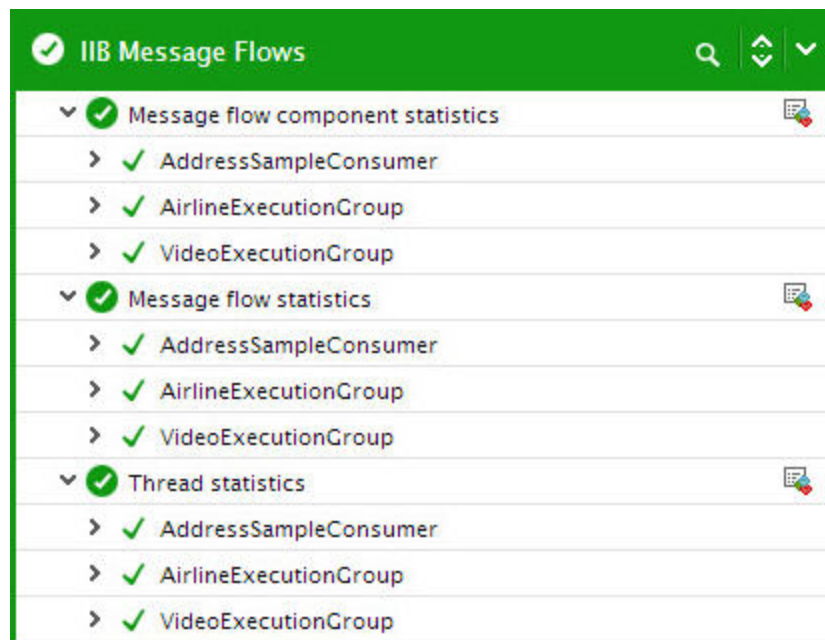 IIB Message Flows
Message flow component statistics
AddressSampleConsumer
AirlineExecutionGroup
VideoExecutionGroup
Message flow statistics
AddressSampleConsumer
AirlineExecutionGroup
VideoExecutionGroup
Thread statistics
AddressSampleConsumer
AirlineExecutionGroup
VideoExecutionGroup